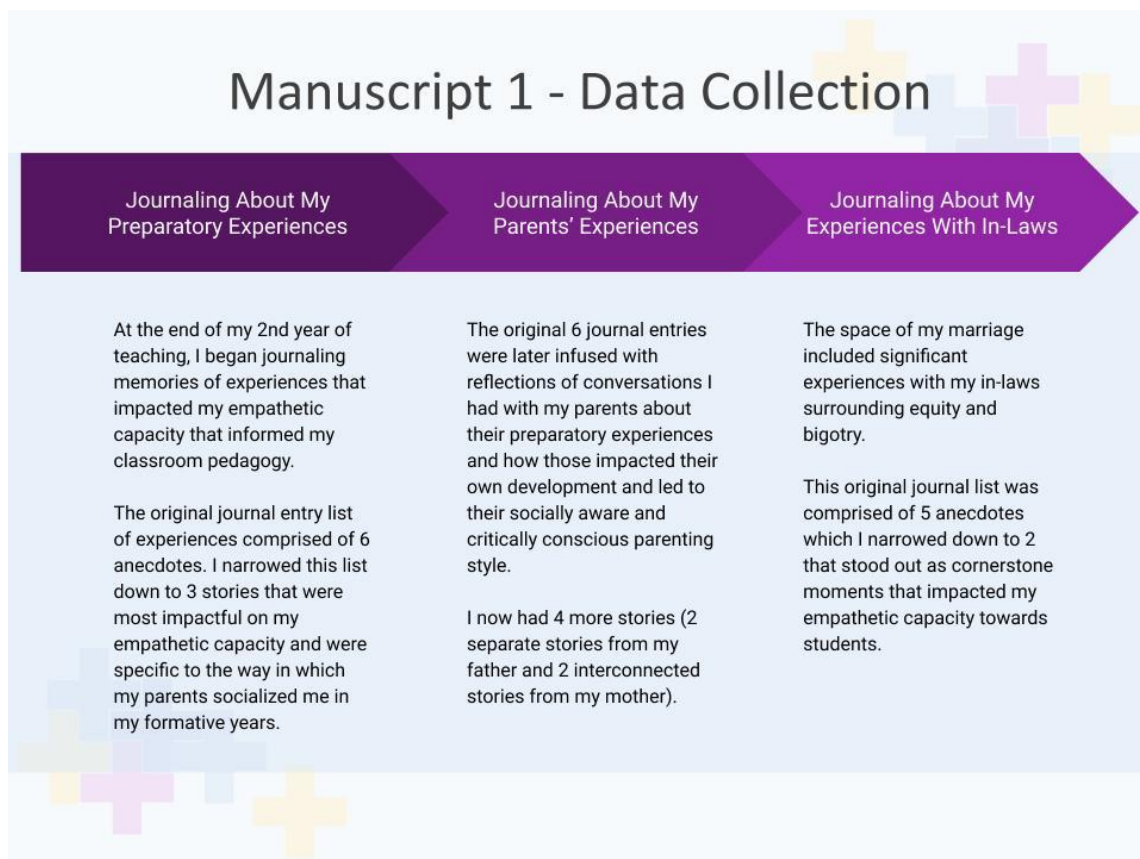 Manuscript 1 - Data Collection
Journaling About My
Preparatory Experiences
Journaling About My
Parents’ Experiences
Journaling About My
Experiences With In-Laws
At the end of my 2nd year of
teaching, I began journaling
memories of experiences that
impacted my empathetic
capacity that informed my
classroom pedagogy.
The original journal entry list
of experiences comprised of 6
anecdotes. I narrowed this list
down to 3 stories that were
most impactful on my
empathetic capacity and were
specific to the way in which
my parents socialized me in
my formative years.
The original 6 journal entries
were later infused with
reflections of conversations I
had with my parents about
their preparatory experiences
and how those impacted their
own development and led to
their socially aware and
critically conscious parenting
style.
I now had 4 more stories (2
separate stories from my
father and 2 interconnected
stories from my mother).
The space of my marriage
included significant
experiences with my in-laws
surrounding equity and
bigotry.
This original journal list was
comprised of 5 anecdotes
which I narrowed down to 2
that stood out as cornerstone
moments that impacted my
empathetic capacity towards
students.